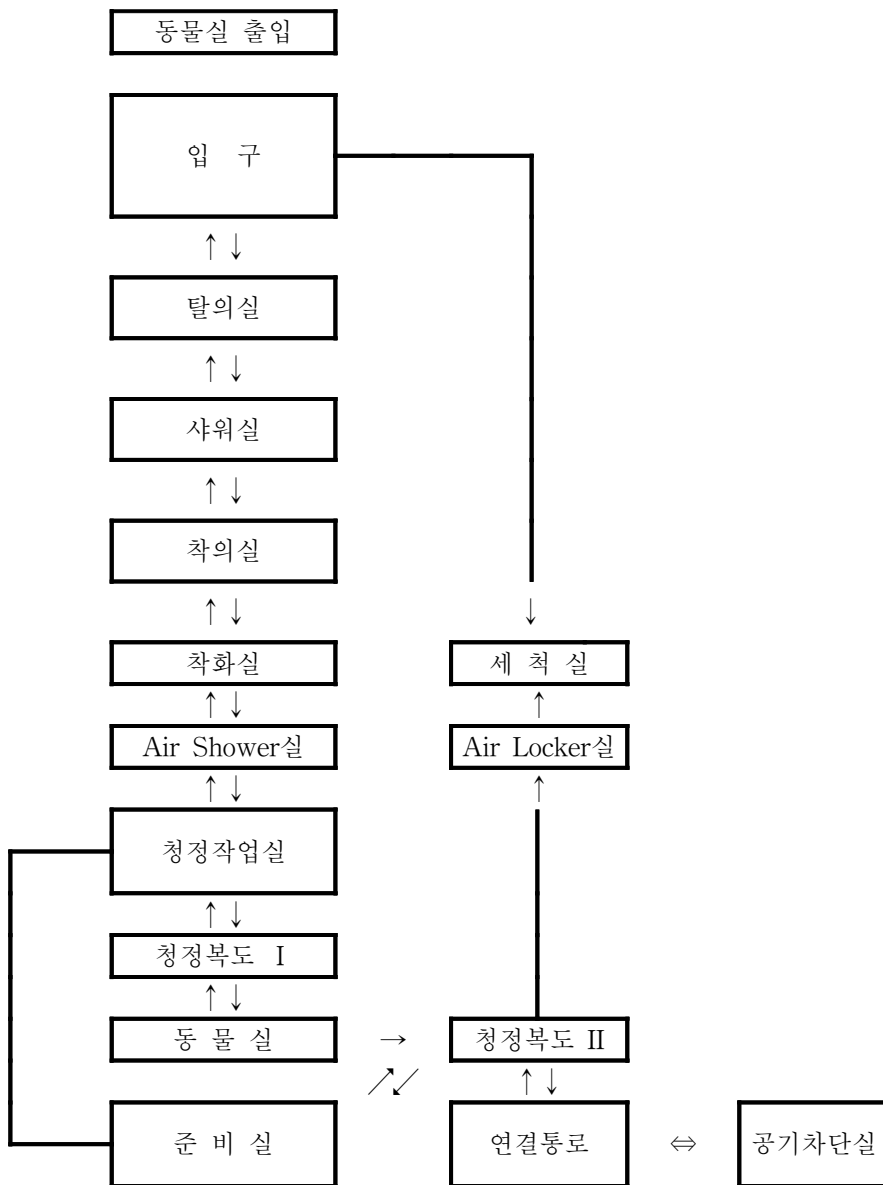 동물실 출입
입 구
↑ ↓
탈의실
↑ ↓
샤워실
↑ ↓
착의실
↑ ↓ ↓
착화실 세 척 실
↑ ↓ ↑
Air Shower실 Air Locker실
↑ ↓ ↑
청정작업실
↑ ↓
청정복도 Ⅰ
↑ ↓
동 물 실 → 청정복도 Ⅱ
↗↙ ↑ ↓
준 비 실 연결통로 ⇔ 공기차단실